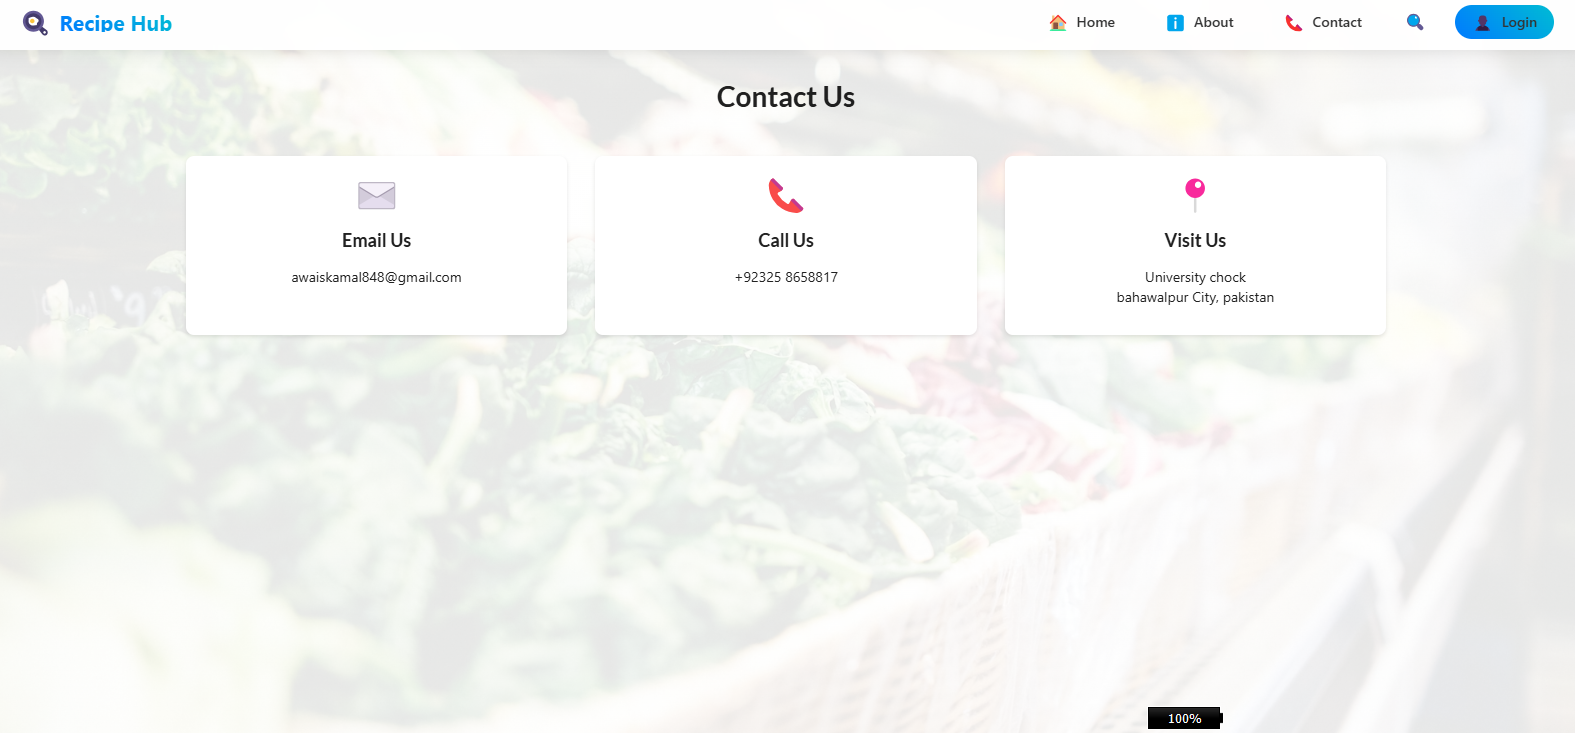 Recipe Hub
Home
About
Contact
Login
Contact Us
Email Us
awaiskamal848@gmail.com
Call Us
+92325 8658817
Visit Us
University chock
bahawalpur City, pakistan
100%